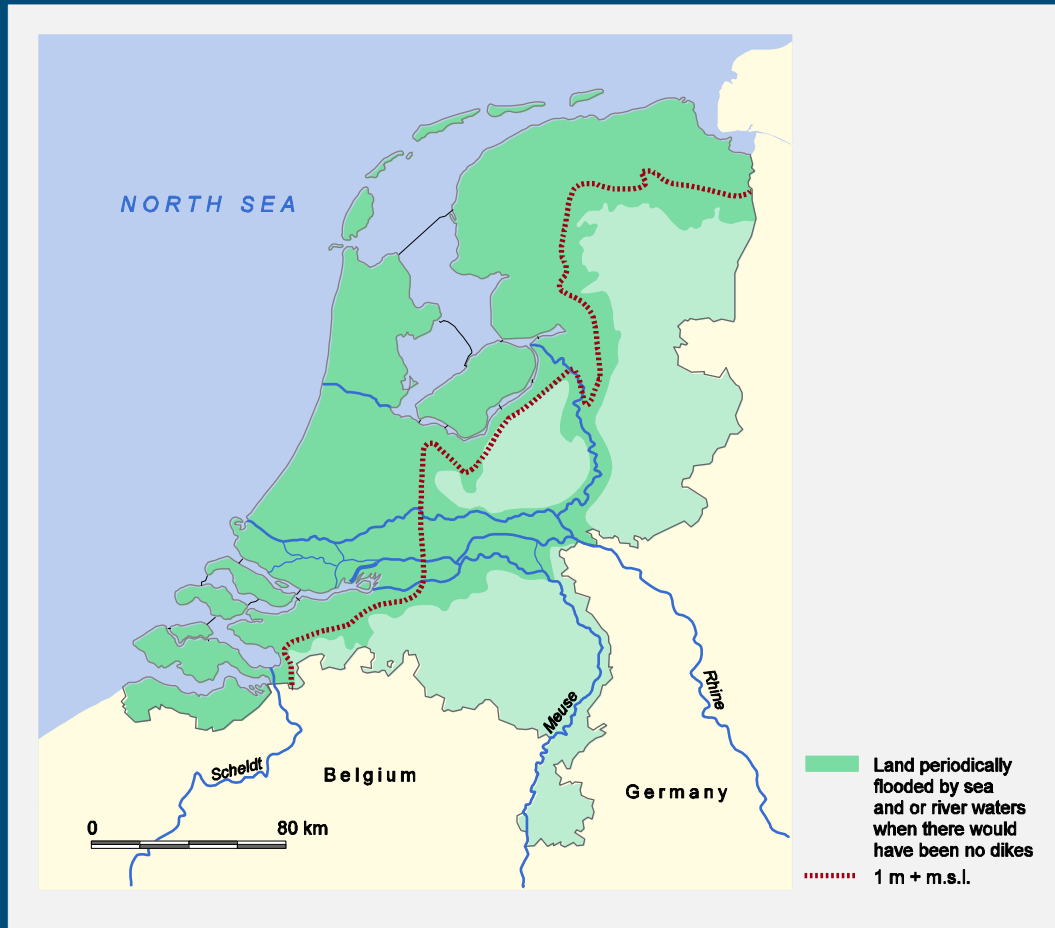 NORTH SEA
Rhine
Meuse
Scheldt
Belgium
Germany
0 80 km
Land periodically
flooded by sea
and or river waters
when there would
have been no dikes
1 m + m.s.l.